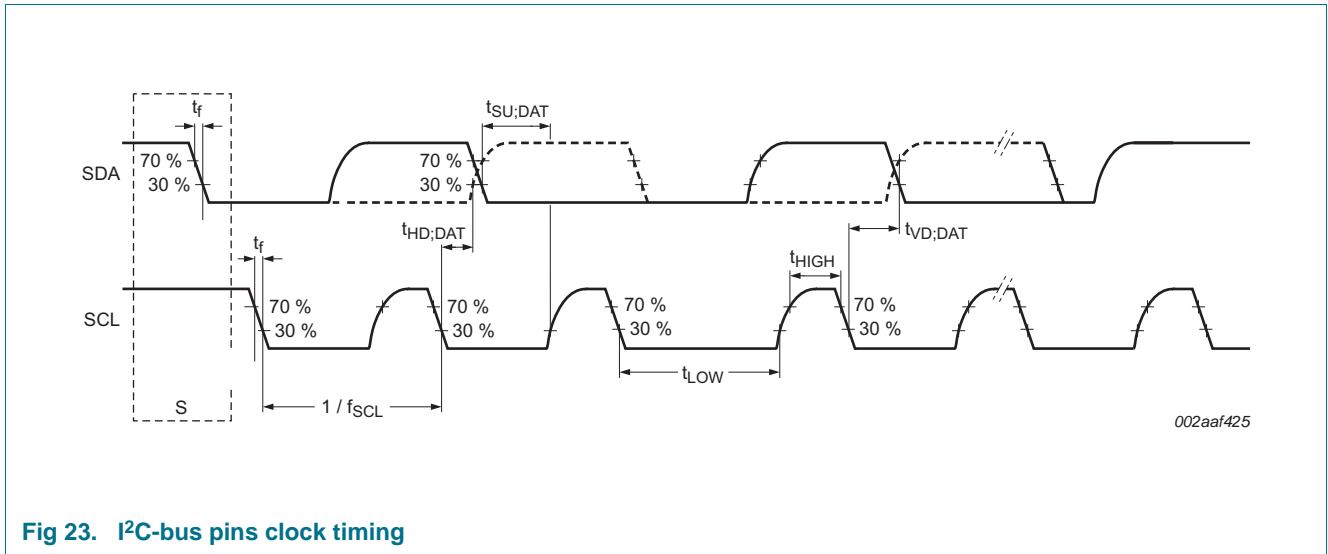 tf
tSU;DAT
70 %
30 %
SDA
70 %
30 %
tHD;DAT
tVD;DAT
tf
tHIGH
70 %
30 %
70 %
30 %
70 %
30 %
70 %
30 %
SCL
tLOW
S
1 / fSCL
002aaf425
Fig 23. I2C-bus pins clock timing